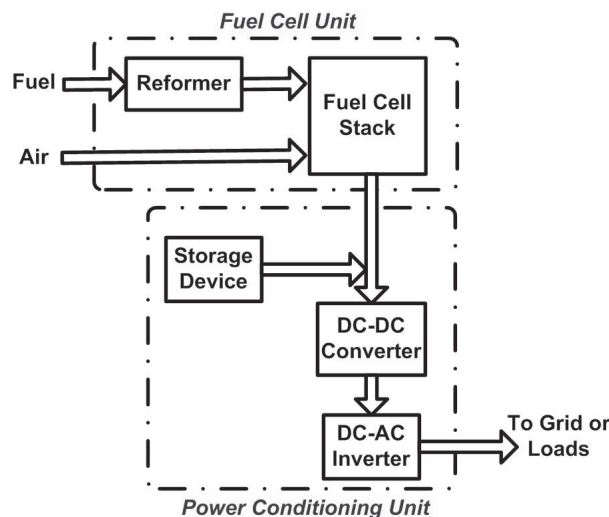 Fuel Cell Unit
Fuel
Reformer
Fuel Cell
Stack
Air
Storage
Device
DC-DC
Converter
DC-AC
Inverter
To Grid or
Loads
Power Conditioning Unit